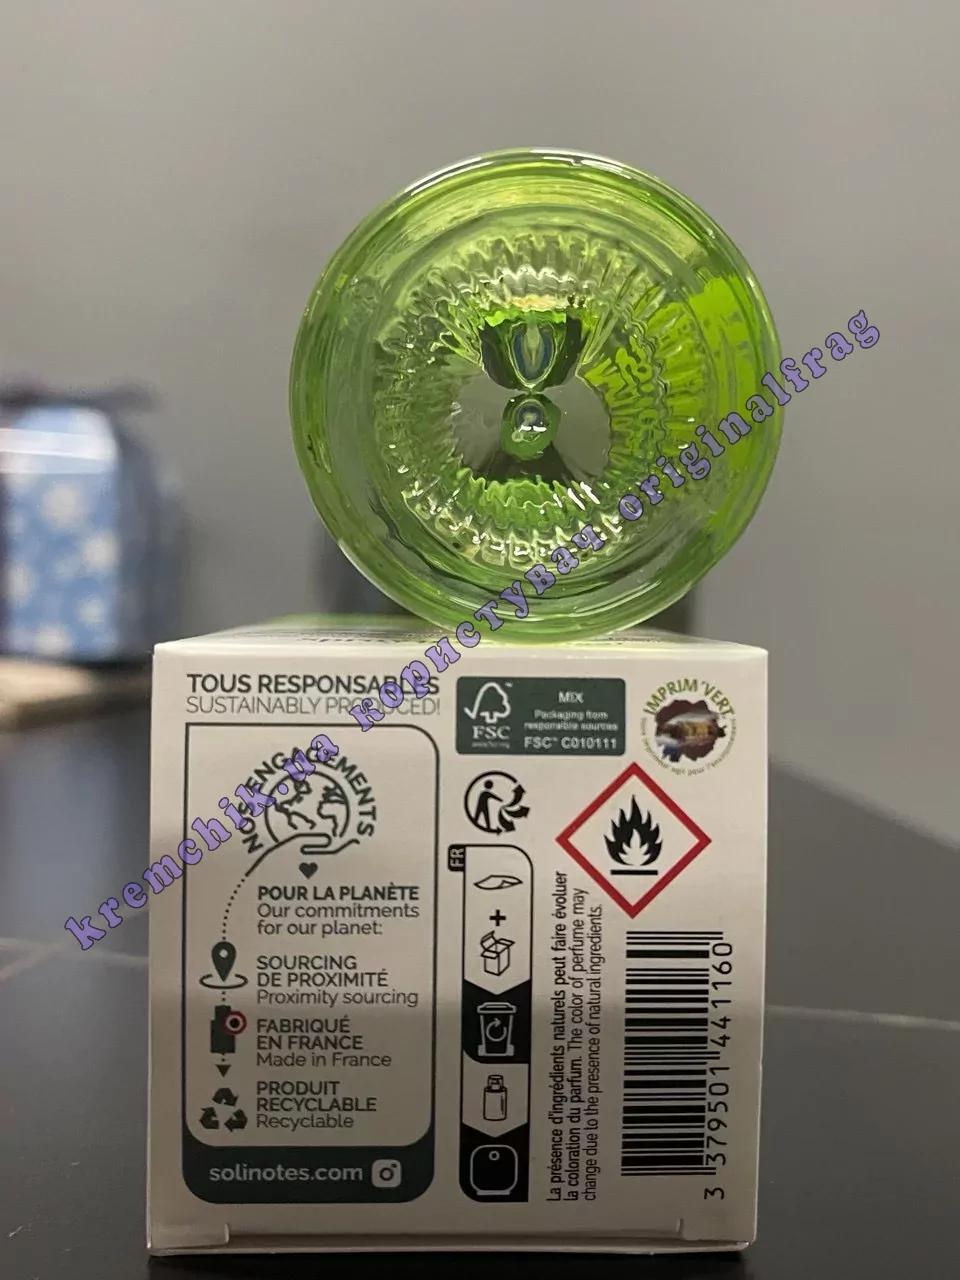 TOUS RESPONSABLES
SUSTAINABLY PRODUCED!
NOS ENGAGEMENTS
POUR LA PLANÈTE
Our commitments
for our planet:
SOURCING
DE PROXIMITÉ
Proximity sourcing
FABRIQUÉ
EN FRANCE
Made in France
PRODUIT
RECYCLABLE
Recyclable
solinotes.com
FSC
www.fsc.org
MIX
Packaging from
responsible sources
FSC™ C010111
IMPRIM'VERT
FR
+
La présence d'ingrédients naturels peut faire évoluer
la coloration du parfum. The color of perfume may
change due to the presence of natural ingredients.
3 379501 441160
kremchik.ua користувач originalfrag